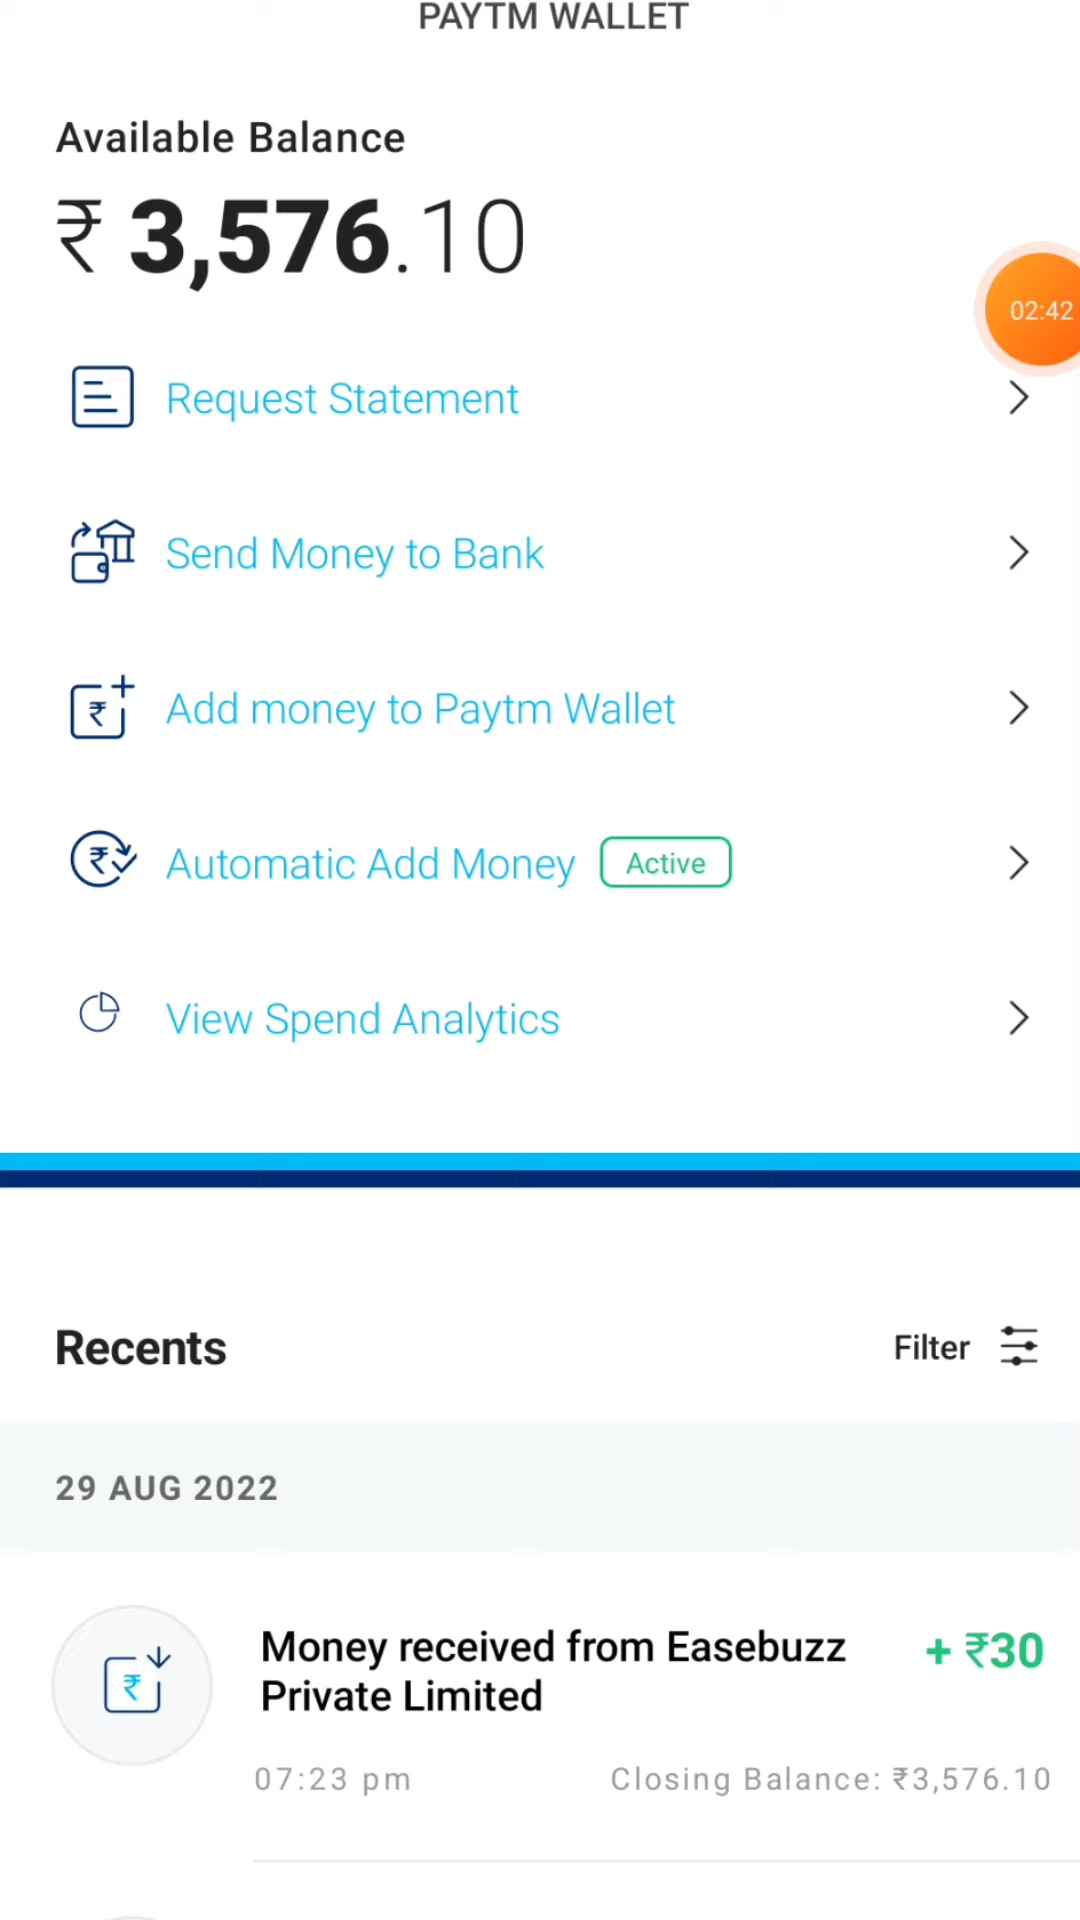 PAYTM WALLET
Available Balance
₹ 3,576.10
02:42
Request Statement
Send Money to Bank
Add money to Paytm Wallet
Automatic Add Money Active
View Spend Analytics
Recents Filter
29 AUG 2022
Money received from Easebuzz + ₹30
Private Limited
07:23 pm Closing Balance: ₹3,576.10